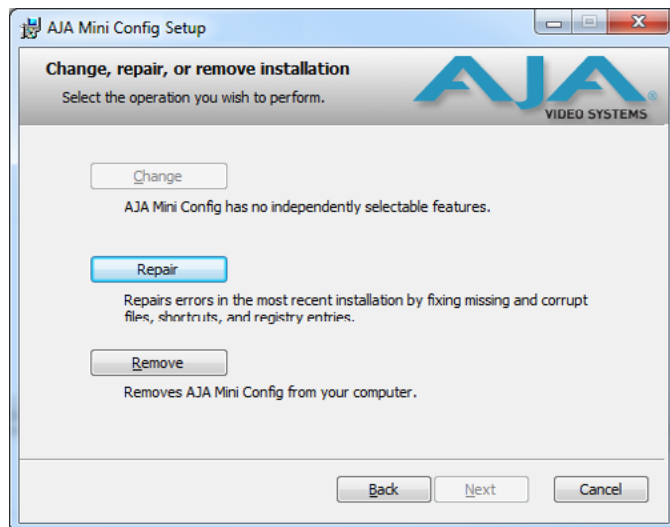 AJA Mini Config Setup
Change, repair, or remove installation
Select the operation you wish to perform.
AJA®
VIDEO SYSTEMS
Change
AJA Mini Config has no independently selectable features.
Repair
Repairs errors in the most recent installation by fixing missing and corrupt
files, shortcuts, and registry entries.
Remove
Removes AJA Mini Config from your computer.
Back
Next
Cancel